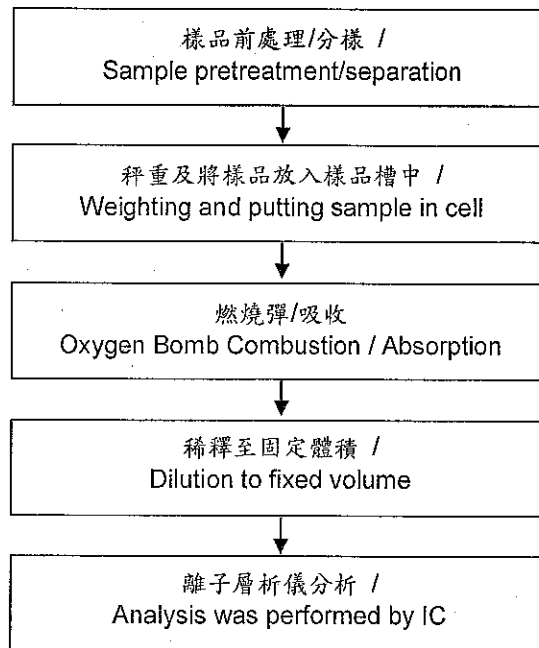 樣品前處理/分樣 /
Sample pretreatment/separation
秤重及將樣品放入樣品槽中 /
Weighting and putting sample in cell
燃燒彈/吸收
Oxygen Bomb Combustion / Absorption
稀釋至固定體積 /
Dilution to fixed volume
離子層析儀分析 /
Analysis was performed by IC